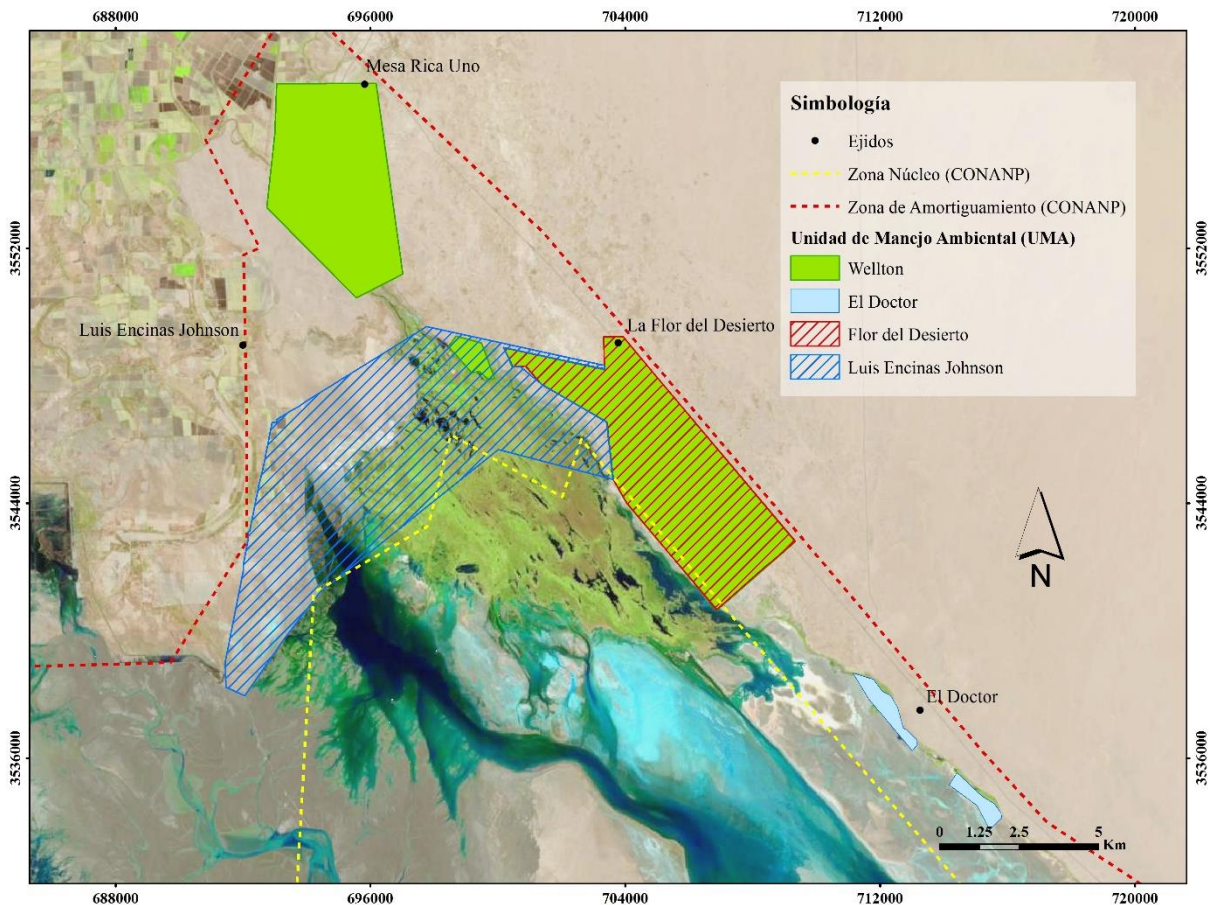 688000
696000
704000
712000
720000
Mesa Rica Uno
Simbología
Ejidos
Zona Núcleo (CONANP)
Zona de Amortiguamiento (CONANP)
Unidad de Manejo Ambiental (UMA)
Wellton
El Doctor
Flor del Desierto
Luis Encinas Johnson
3552000
3552000
Luis Encinas Johnson
La Flor del Desierto
3544000
3544000
N
El Doctor
3536000
3536000
0 1.25 2.5 5
Km
688000
696000
704000
712000
720000